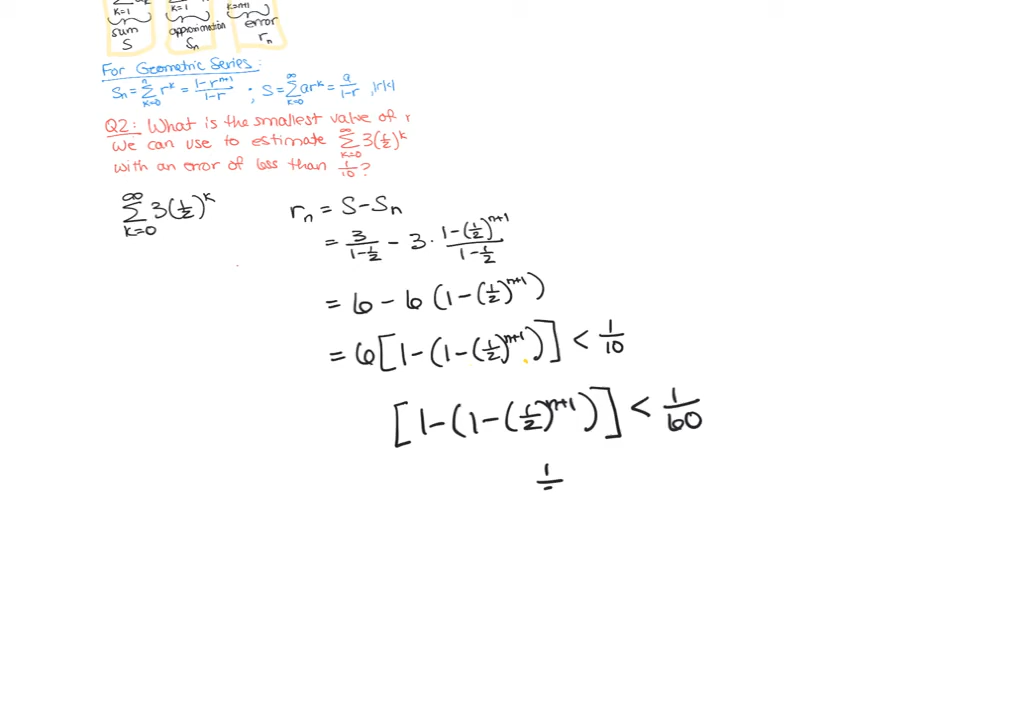 k=1 k=1 k=n+1
sum approximation error
S Sₙ rₙ
For Geometric Series:
Sₙ = Σ_{k=0}^{n} r^k = (1-r^{n+1})/(1-r) ; S = Σ_{k=0}^{∞} ar^k = a/(1-r), |r|<1
Q2: What is the smallest value of
we can use to estimate Σ_{k=0}^{∞} 3(1/2)^k
with an error of less than 1/10?
Σ_{k=0}^{∞} 3(1/2)^k
rₙ = S - Sₙ
= 3/(1-1/2) - 3 · (1-(1/2)^{n+1})/(1-1/2)
= 6 - 6(1-(1/2)^{n+1})
= 6[1-(1-(1/2)^{n+1})] < 1/10
[1-(1-(1/2)^{n+1})] < 1/60
1